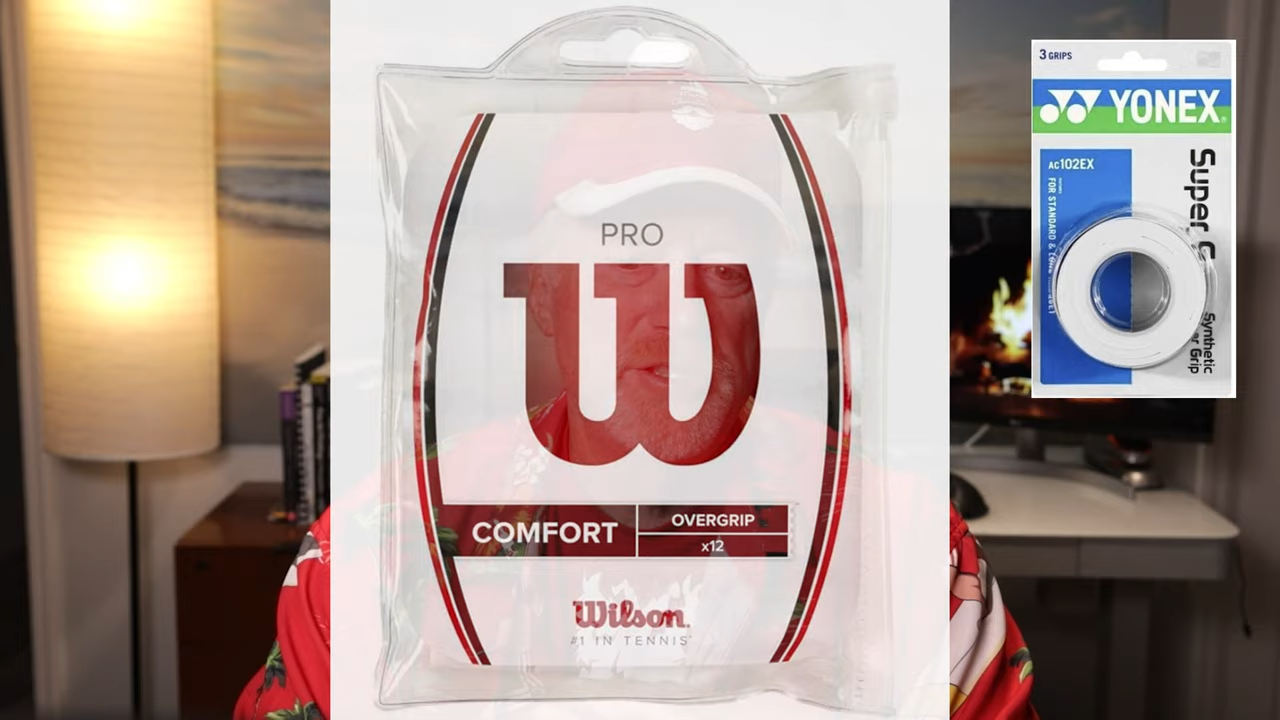 PRO
W
COMFORT
OVERGRIP
x12
Wilson.
#1 IN TENNIS
3 GRIPS
YONEX
AC102EX
FOR STANDARD &
Super
Synthetic
Grip